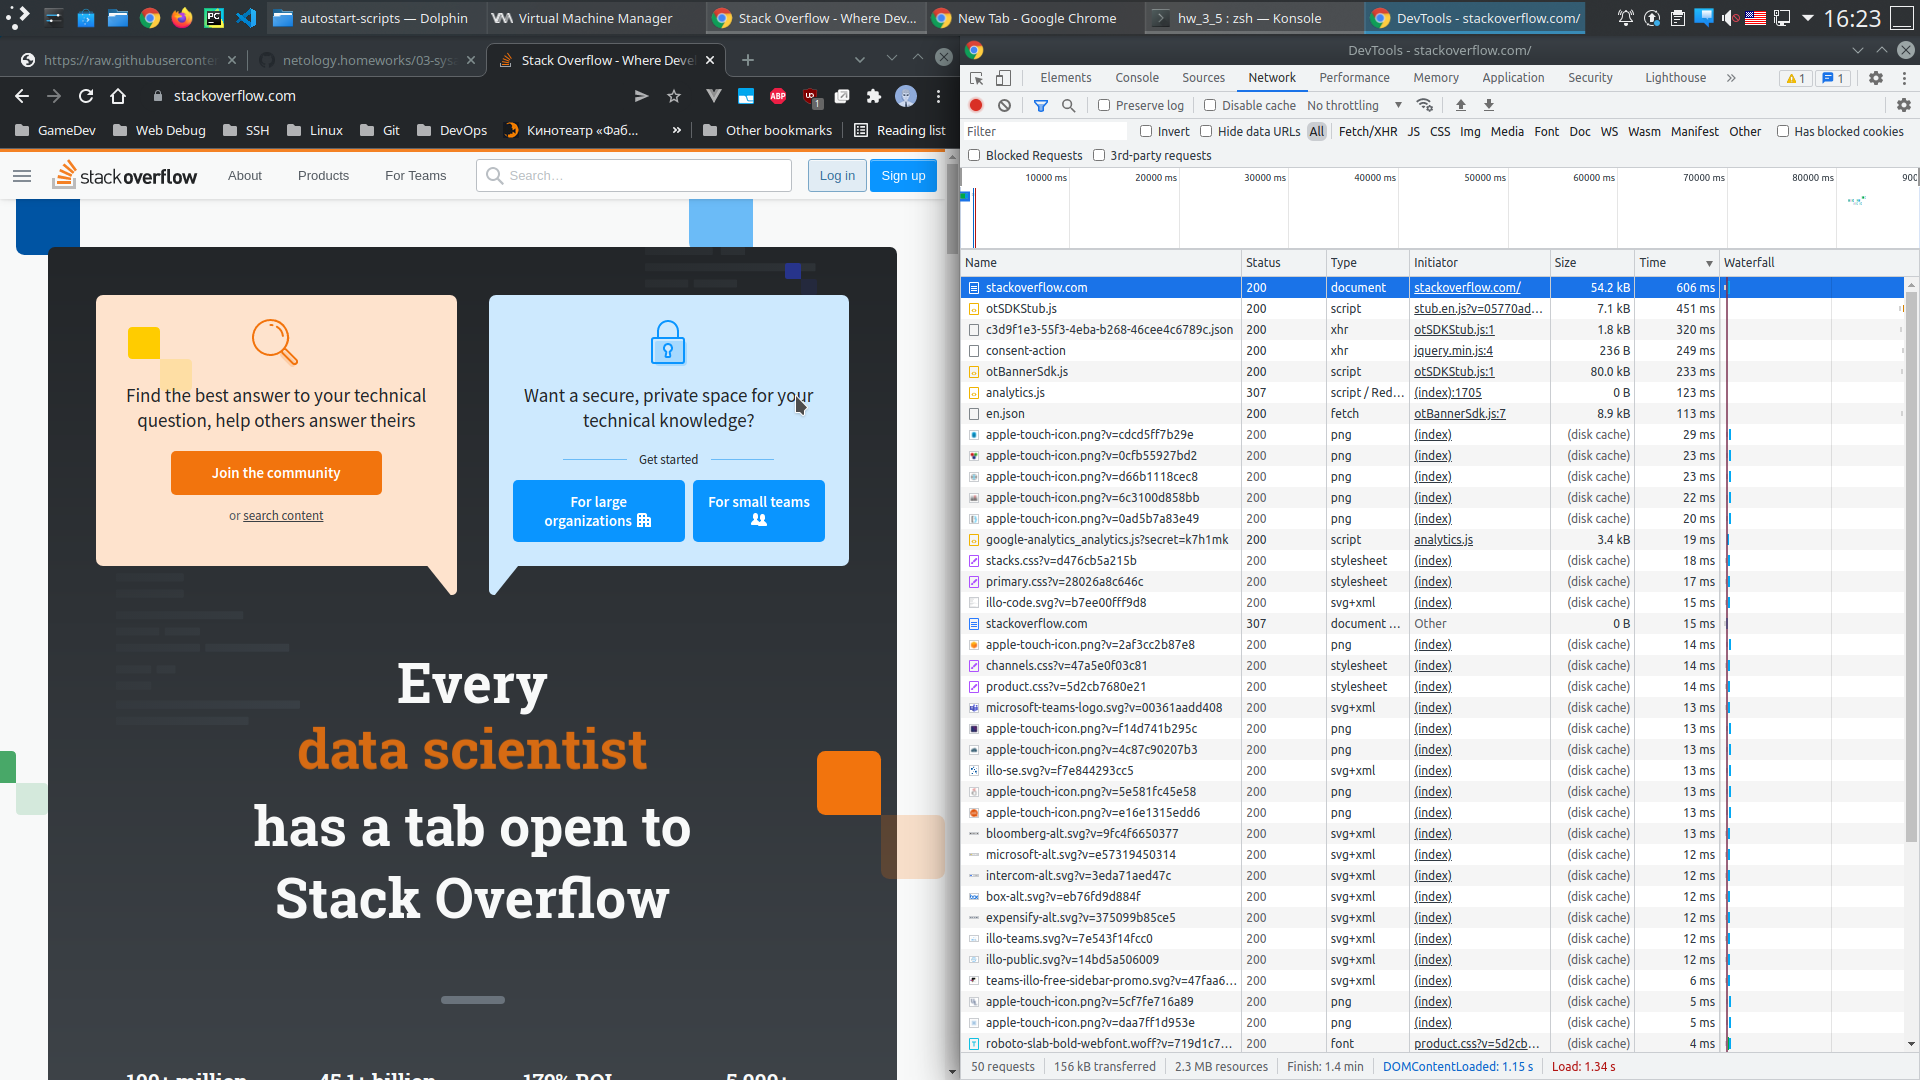 autostart-scripts — Dolphin
Virtual Machine Manager
Stack Overflow - Where Dev...
New Tab - Google Chrome
hw_3_5 : zsh — Konsole
DevTools - stackoverflow.com/
16:23
https://raw.githubuserconte
netology.homeworks/03-sys
Stack Overflow - Where Devel
stackoverflow.com
ABP
1
GameDev
Web Debug
SSH
Linux
Git
DevOps
Кинотеатр «Фаб...
»
Other bookmarks
Reading list
stackoverflow
About
Products
For Teams
Search...
Log in
Sign up
Find the best answer to your technical
question, help others answer theirs
Join the community
or search content
Want a secure, private space for your
technical knowledge?
Get started
For large
organizations
For small teams
Every
data scientist
has a tab open to
Stack Overflow
100+ million
45.1+ billion
179% ROI
5,000+
DevTools - stackoverflow.com/
Elements
Console
Sources
Network
Performance
Memory
Application
Security
Lighthouse
»
1
1
Preserve log
Disable cache
No throttling
Filter
Invert
Hide data URLs
All
Fetch/XHR
JS
CSS
Img
Media
Font
Doc
WS
Wasm
Manifest
Other
Has blocked cookies
Blocked Requests
3rd-party requests
10000 ms
20000 ms
30000 ms
40000 ms
50000 ms
60000 ms
70000 ms
80000 ms
900
Name Status Type Initiator Size Time Waterfall
stackoverflow.com 200 document stackoverflow.com/ 54.2 kB 606 ms
otSDKStub.js 200 script stub.en.js?v=05770ad... 7.1 kB 451 ms
c3d9f1e3-55f3-4eba-b268-46cee4c6789c.json 200 xhr otSDKStub.js:1 1.8 kB 320 ms
consent-action 200 xhr jquery.min.js:4 236 B 249 ms
otBannerSdk.js 200 script otSDKStub.js:1 80.0 kB 233 ms
analytics.js 307 script / Red... (index):1705 0 B 123 ms
en.json 200 fetch otBannerSdk.js:7 8.9 kB 113 ms
apple-touch-icon.png?v=cdcd5ff7b29e 200 png (index) (disk cache) 29 ms
apple-touch-icon.png?v=0cfb55927bd2 200 png (index) (disk cache) 23 ms
apple-touch-icon.png?v=d66b1118cec8 200 png (index) (disk cache) 23 ms
apple-touch-icon.png?v=6c3100d858bb 200 png (index) (disk cache) 22 ms
apple-touch-icon.png?v=0ad5b7a83e49 200 png (index) (disk cache) 20 ms
google-analytics_analytics.js?secret=k7h1mk 200 script analytics.js 3.4 kB 19 ms
stacks.css?v=d476cb5a215b 200 stylesheet (index) (disk cache) 18 ms
primary.css?v=28026a8c646c 200 stylesheet (index) (disk cache) 17 ms
illo-code.svg?v=b7ee00fff9d8 200 svg+xml (index) (disk cache) 15 ms
stackoverflow.com 307 document ... Other 0 B 15 ms
apple-touch-icon.png?v=2af3cc2b87e8 200 png (index) (disk cache) 14 ms
channels.css?v=47a5e0f03c81 200 stylesheet (index) (disk cache) 14 ms
product.css?v=5d2cb7680e21 200 stylesheet (index) (disk cache) 14 ms
microsoft-teams-logo.svg?v=00361aadd408 200 svg+xml (index) (disk cache) 13 ms
apple-touch-icon.png?v=f14d741b295c 200 png (index) (disk cache) 13 ms
apple-touch-icon.png?v=4c87c90207b3 200 png (index) (disk cache) 13 ms
illo-se.svg?v=f7e844293cc5 200 svg+xml (index) (disk cache) 13 ms
apple-touch-icon.png?v=5e581fc45e58 200 png (index) (disk cache) 13 ms
apple-touch-icon.png?v=e16e1315edd6 200 png (index) (disk cache) 13 ms
bloomberg-alt.svg?v=9fc4f6650377 200 svg+xml (index) (disk cache) 13 ms
microsoft-alt.svg?v=e57319450314 200 svg+xml (index) (disk cache) 12 ms
intercom-alt.svg?v=3eda71aed47c 200 svg+xml (index) (disk cache) 12 ms
box-alt.svg?v=eb76fd9d884f 200 svg+xml (index) (disk cache) 12 ms
expensify-alt.svg?v=375099b85ce5 200 svg+xml (index) (disk cache) 12 ms
illo-teams.svg?v=7e543f14fcc0 200 svg+xml (index) (disk cache) 12 ms
illo-public.svg?v=14bd5a506009 200 svg+xml (index) (disk cache) 12 ms
teams-illo-free-sidebar-promo.svg?v=47faa6... 200 svg+xml (index) (disk cache) 6 ms
apple-touch-icon.png?v=5cf7fe716a89 200 png (index) (disk cache) 5 ms
apple-touch-icon.png?v=daa7ff1d953e 200 png (index) (disk cache) 5 ms
roboto-slab-bold-webfont.woff?v=719d1c7... 200 font product.css?v=5d2cb... (disk cache) 4 ms
50 requests
156 kB transferred
2.3 MB resources
Finish: 1.4 min
DOMContentLoaded: 1.15 s
Load: 1.34 s